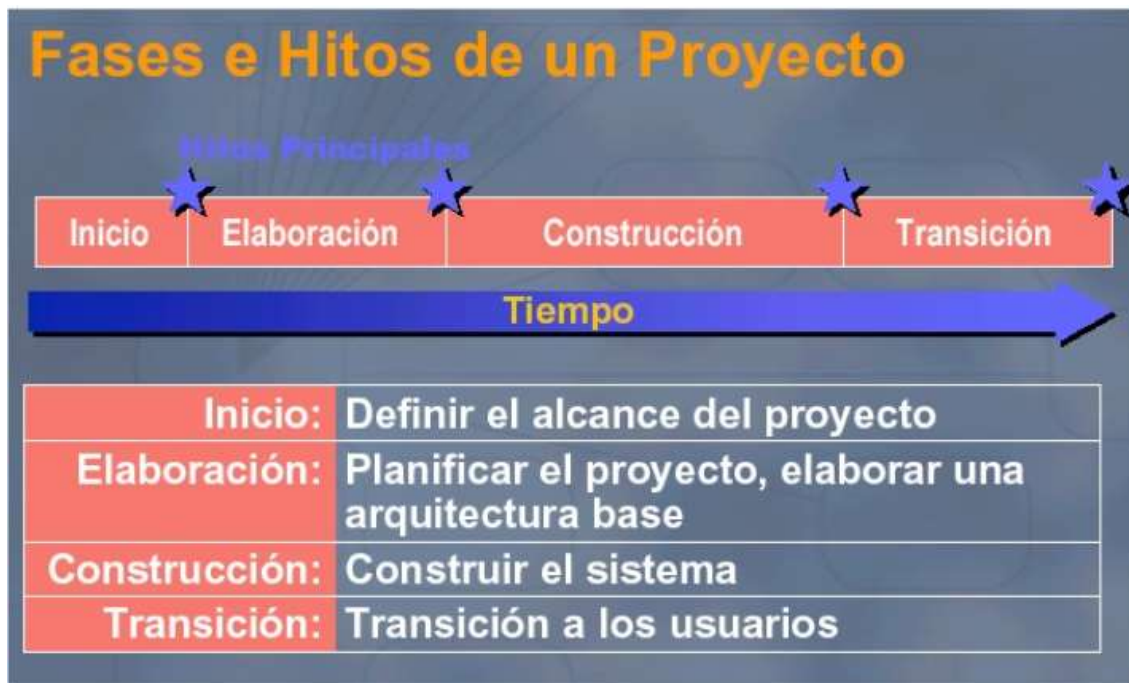 Fases e Hitos de un Proyecto
Hitos Principales
Inicio Elaboración Construcción Transición
Tiempo
Inicio: Definir el alcance del proyecto
Elaboración: Planificar el proyecto, elaborar una
arquitectura base
Construcción: Construir el sistema
Transición: Transición a los usuarios